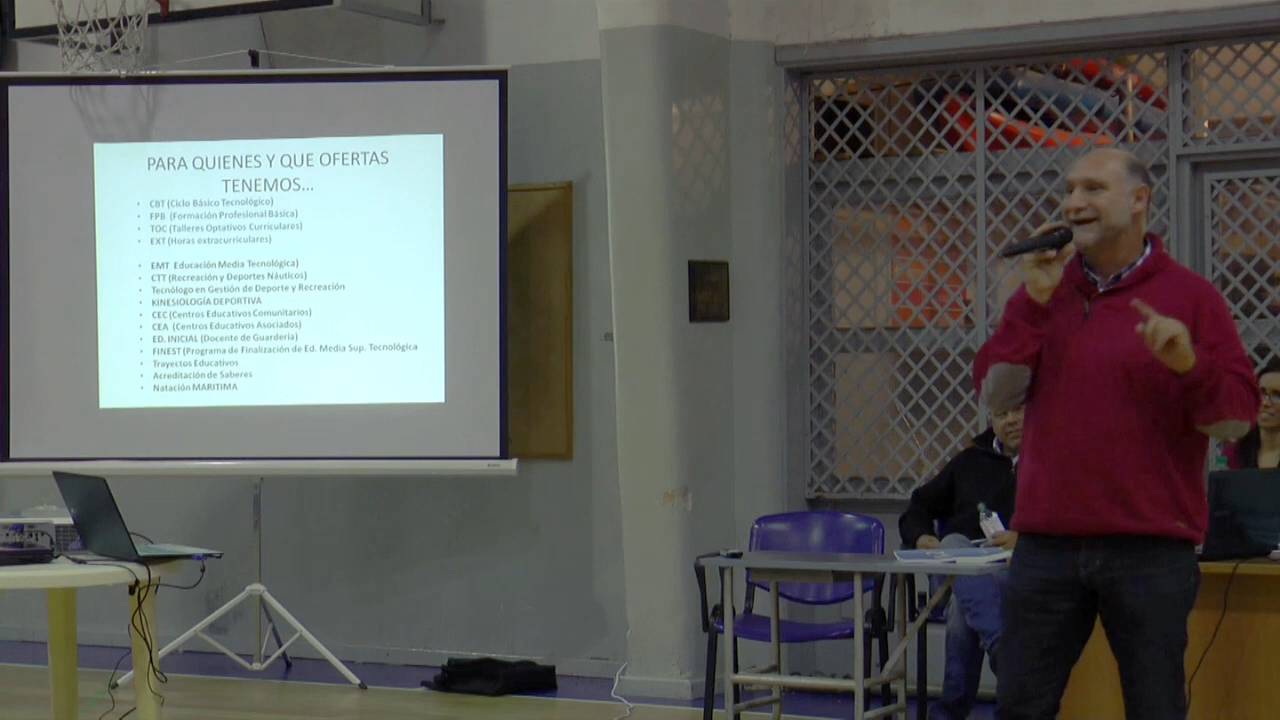 PARA QUIENES Y QUE OFERTAS
TENEMOS...
• CBT (Ciclo Básico Tecnológico)
• FPB (Formación Profesional Básica)
• TOC (Talleres Optativos Curriculares)
• EXT (Horas extracurriculares)
• EMT Educación Media Tecnológica)
• CTT (Recreación y Deportes Náuticos)
• Tecnólogo en Gestión de Deporte y Recreación
• KINESIOLOGÍA DEPORTIVA
• CEC (Centros Educativos Comunitarios)
• CEA (Centros Educativos Asociados)
• ED. INICIAL (Docente de Guardería)
• FINEST (Programa de Finalización de Ed. Media Sup. Tecnológica
• Trayectos Educativos
• Acreditación de Saberes
• Natación MARITIMA